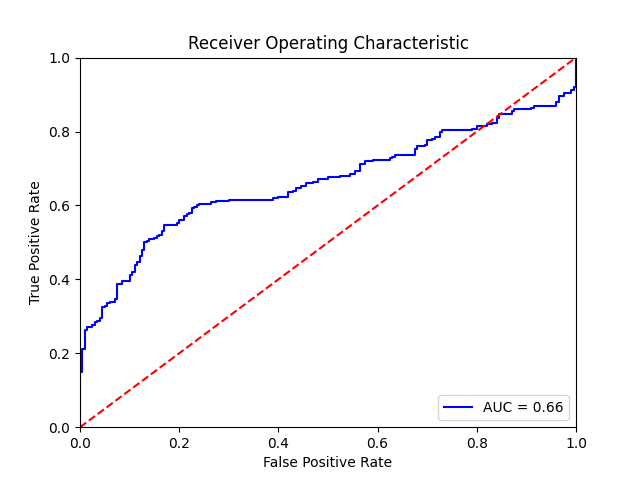 Receiver Operating Characteristic
True Positive Rate
1.0
0.8
0.6
0.4
0.2
0.0
0.0 0.2 0.4 0.6 0.8 1.0
False Positive Rate
AUC = 0.66